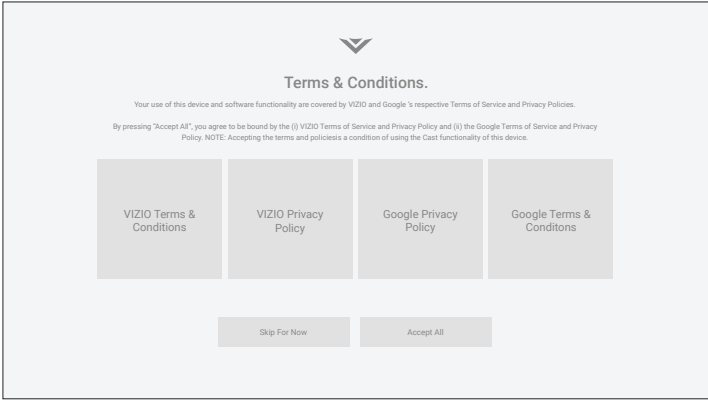 Terms & Conditions.
Your use of this device and software functionality are covered by VIZIO and Google 's respective Terms of Service and Privacy Policies.
By pressing "Accept All", you agree to be bound by the (i) VIZIO Terms of Service and Privacy Policy and (ii) the Google Terms of Service and Privacy
Policy. NOTE: Accepting the terms and policiesis a condition of using the Cast functionality of this device.
VIZIO Terms &
Conditions
VIZIO Privacy
Policy
Google Privacy
Policy
Google Terms &
Conditons
Skip For Now
Accept All